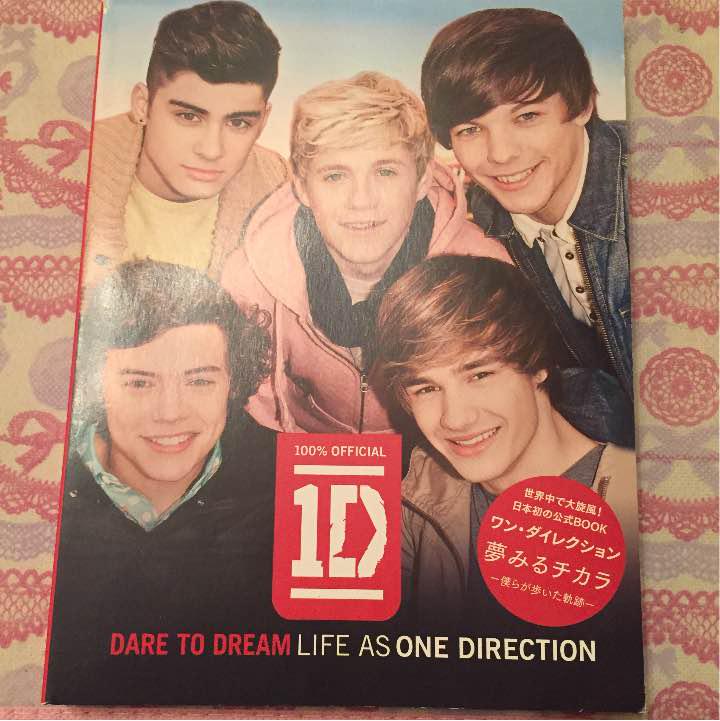 100% OFFICIAL
1D
世界中で大旋風!
日本初の公式BOOK
ワン・ダイレクション
夢みるチカラ
―僕らが歩いた軌跡―
DARE TO DREAM LIFE AS ONE DIRECTION